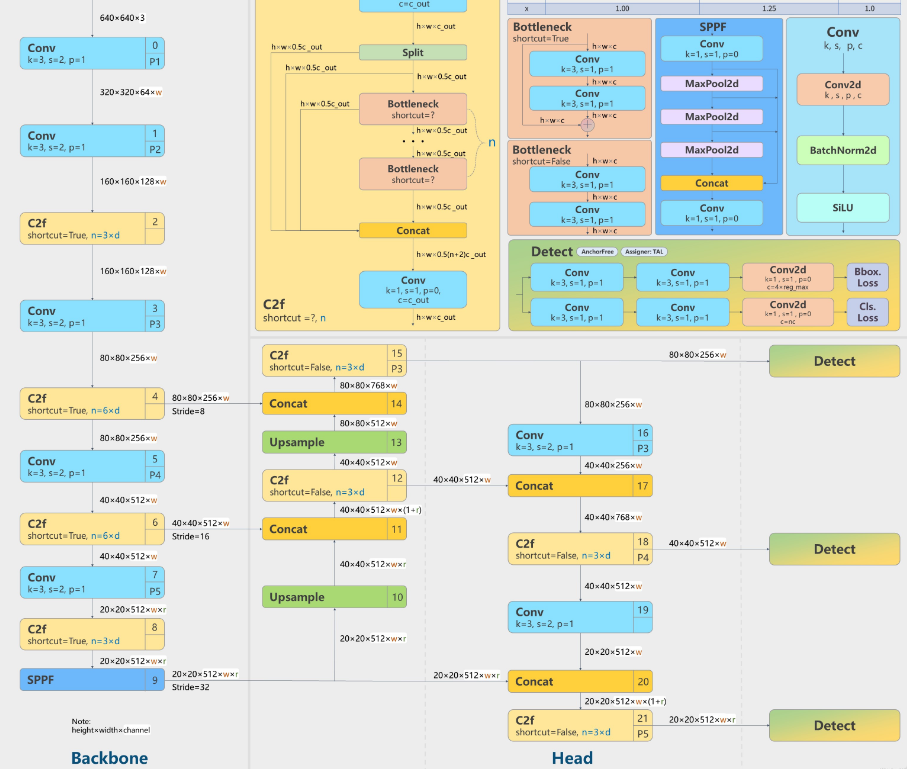 640×640×3
Conv 0
k=3, s=2, p=1 P1
320×320×64×w
Conv 1
k=3, s=2, p=1 P2
160×160×128×w
C2f 2
shortcut=True, n=3×d
160×160×128×w
Conv 3
k=3, s=2, p=1 P3
80×80×256×w
C2f 4
shortcut=True, n=6×d
80×80×256×w
Stride=8
80×80×256×w
Conv 5
k=3, s=2, p=1 P4
40×40×512×w
C2f 6
shortcut=True, n=6×d
40×40×512×w
Stride=16
40×40×512×w
Conv 7
k=3, s=2, p=1 P5
20×20×512×w×r
C2f 8
shortcut=True, n=3×d
20×20×512×w×r
SPPF 9
20×20×512×w×r
Stride=32
Note:
height×width×channel
Backbone
c=c_out
h×w×c_out
Split
h×w×0.5c_out
h×w×0.5c_out
h×w×0.5c_out
h×w×0.5c_out
Bottleneck
shortcut=?
h×w×0.5c_out
• • •
h×w×0.5c_out
Bottleneck
shortcut=?
n
h×w×0.5c_out
Concat
h×w×0.5(n+2)c_out
Conv
k=1, s=1, p=0,
c=c_out
h×w×c_out
C2f
shortcut =?, n
x 1.00 1.25 1.0
Bottleneck
shortcut=True
h×w×c
Conv
k=3, s=1, p=1
h×w×c
Conv
k=3, s=1, p=1
h×w×c
h×w×c
Bottleneck
shortcut=False
h×w×c
Conv
k=3, s=1, p=1
h×w×c
Conv
k=3, s=1, p=1
h×w×c
SPPF
Conv
k=1, s=1, p=0
MaxPool2d
MaxPool2d
MaxPool2d
Concat
Conv
k=1, s=1, p=0
Conv
k, s, p, c
Conv2d
k, s, p, c
BatchNorm2d
SiLU
Detect AnchorFree Assigner: TAL
Conv
k=3, s=1, p=1
Conv
k=3, s=1, p=1
Conv2d
k=1, s=1, p=0
c=4×reg_max
Bbox.
Loss
Conv
k=3, s=1, p=1
Conv
k=3, s=1, p=1
Conv2d
k=1, s=1, p=0
c=nc
Cls.
Loss
C2f 15
shortcut=False, n=3×d P3
80×80×768×w
Concat 14
80×80×512×w
Upsample 13
40×40×512×w
C2f 12
shortcut=False, n=3×d
40×40×512×w
40×40×512×w×(1+r)
Concat 11
40×40×512×w×r
Upsample 10
20×20×512×w×r
80×80×256×w
Detect
80×80×256×w
Conv 16
k=3, s=2, p=1 P3
40×40×256×w
Concat 17
40×40×768×w
C2f 18
shortcut=False, n=3×d P4
40×40×512×w
Detect
40×40×512×w
Conv 19
k=3, s=2, p=1
20×20×512×w
20×20×512×w×r
Concat 20
20×20×512×w×(1+r)
C2f 21
shortcut=False, n=3×d P5
20×20×512×w×r
Detect
Head